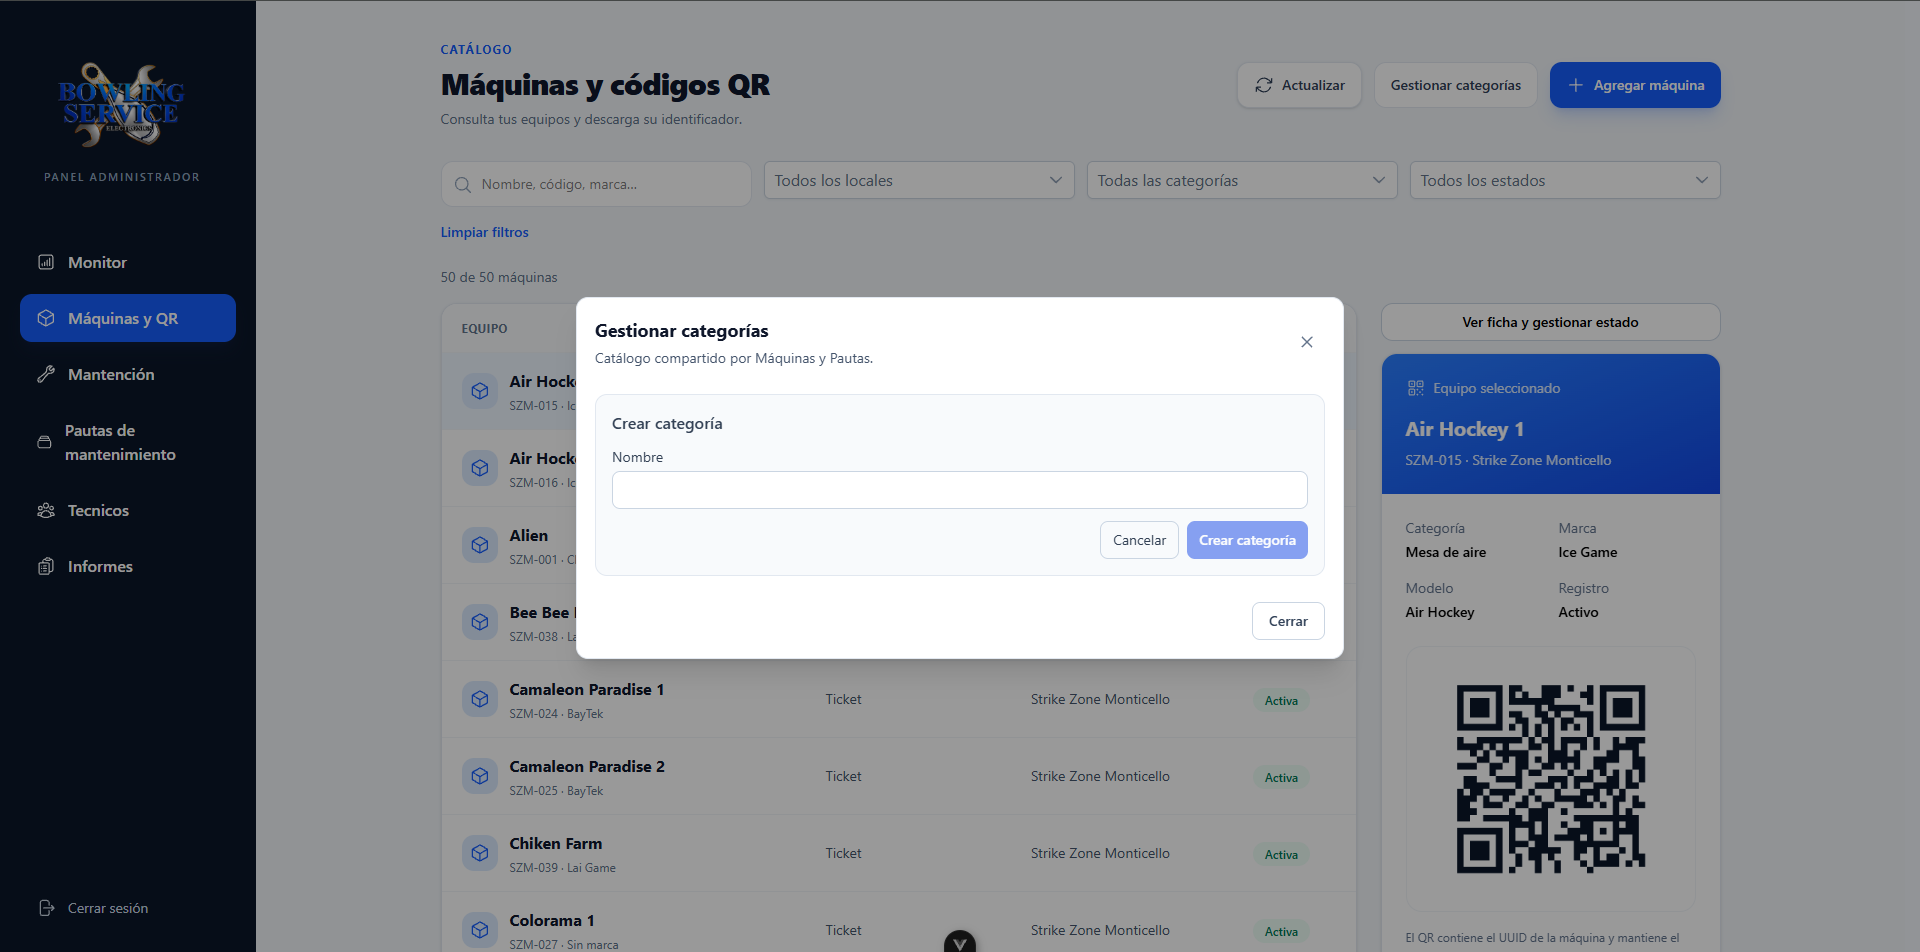 BOWLING
SERVICE
ELECTRONICS
PANEL ADMINISTRADOR
Monitor
Máquinas y QR
Mantención
Pautas de
mantenimiento
Tecnicos
Informes
Cerrar sesión
CATÁLOGO
Máquinas y códigos QR
Consulta tus equipos y descarga su identificador.
Actualizar
Gestionar categorías
Agregar máquina
Nombre, código, marca...
Todos los locales
Todas las categorías
Todos los estados
Limpiar filtros
50 de 50 máquinas
EQUIPO
Air Hock
SZM-015 · Ic
Air Hock
SZM-016 · Ic
Alien
SZM-001 ·
Bee Bee
SZM-038 · La
Camaleon Paradise 1
SZM-024 · BayTek
Ticket
Strike Zone Monticello
Activa
Camaleon Paradise 2
SZM-025 · BayTek
Ticket
Strike Zone Monticello
Activa
Chiken Farm
SZM-039 · Lai Game
Ticket
Strike Zone Monticello
Activa
Colorama 1
SZM-027 · Sin marca
Ticket
Strike Zone Monticello
Activa
Gestionar categorías
Catálogo compartido por Máquinas y Pautas.
Crear categoría
Nombre
Cancelar
Crear categoría
Cerrar
Ver ficha y gestionar estado
Equipo seleccionado
Air Hockey 1
SZM-015 · Strike Zone Monticello
Categoría
Marca
Mesa de aire
Ice Game
Modelo
Registro
Air Hockey
Activo
El QR contiene el UUID de la máquina y mantiene el